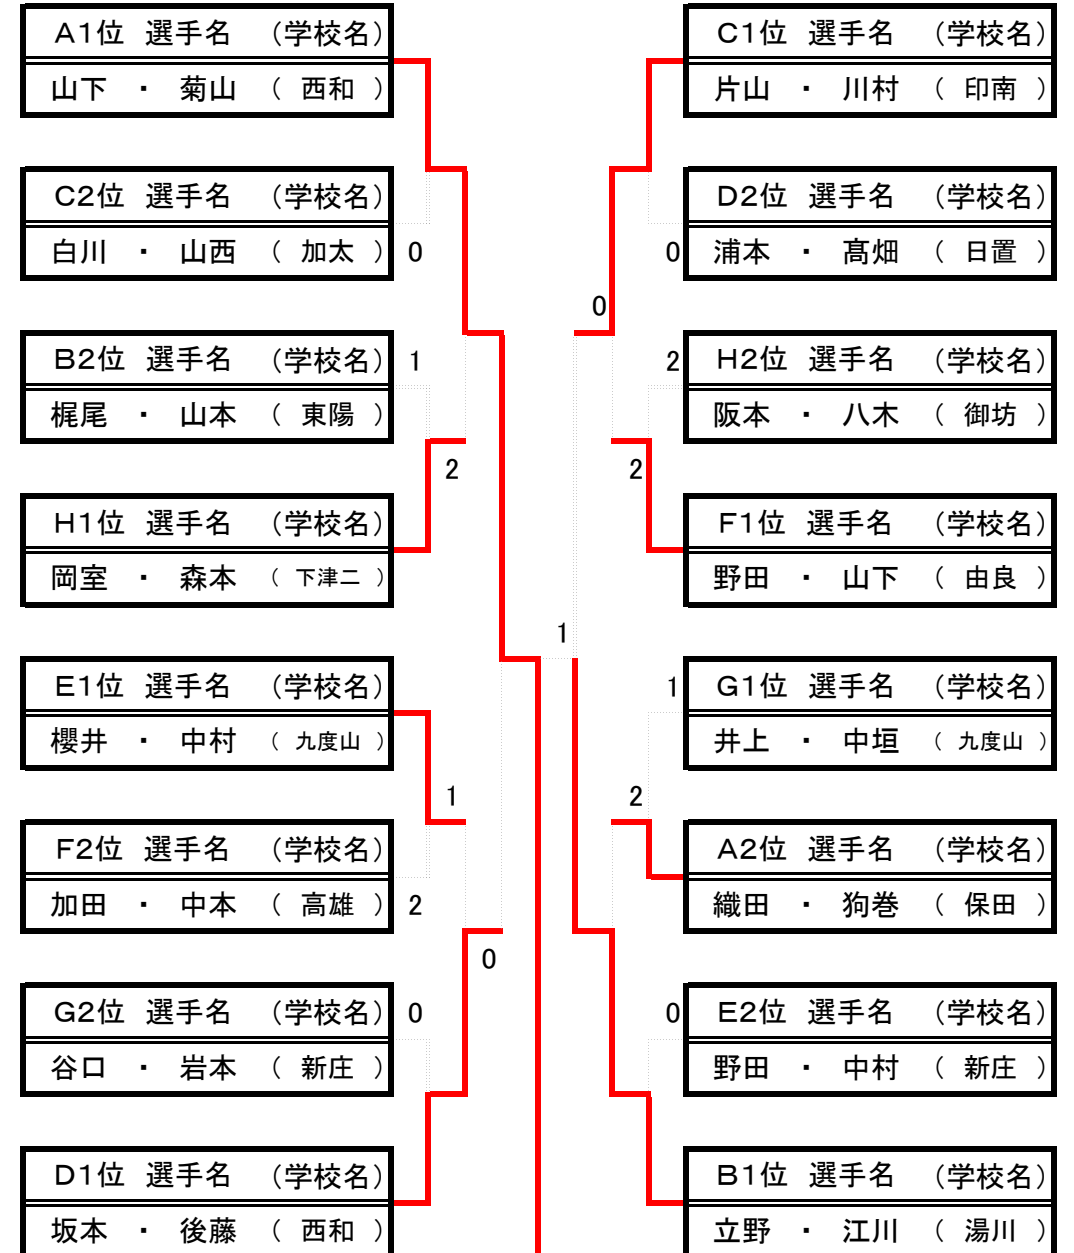 A1位 選手名 (学校名)
山下 ・ 菊山 ( 西和 )
C2位 選手名 (学校名)
白川 ・ 山西 ( 加太 ) 0
B2位 選手名 (学校名) 1
梶尾 ・ 山本 ( 東陽 )
2
H1位 選手名 (学校名)
岡室 ・ 森本 ( 下津二 )
E1位 選手名 (学校名)
櫻井 ・ 中村 ( 九度山 )
1
F2位 選手名 (学校名)
加田 ・ 中本 ( 高雄 ) 2
0
G2位 選手名 (学校名) 0
谷口 ・ 岩本 ( 新庄 )
D1位 選手名 (学校名)
坂本 ・ 後藤 ( 西和 )
1
C1位 選手名 (学校名)
片山 ・ 川村 ( 印南 )
D2位 選手名 (学校名)
0 浦本 ・ 髙畑 ( 日置 )
0
2 H2位 選手名 (学校名)
阪本 ・ 八木 ( 御坊 )
2
F1位 選手名 (学校名)
野田 ・ 山下 ( 由良 )
1 G1位 選手名 (学校名)
井上 ・ 中垣 ( 九度山 )
2
A2位 選手名 (学校名)
織田 ・ 狗巻 ( 保田 )
0 E2位 選手名 (学校名)
野田 ・ 中村 ( 新庄 )
B1位 選手名 (学校名)
立野 ・ 江川 ( 湯川 )